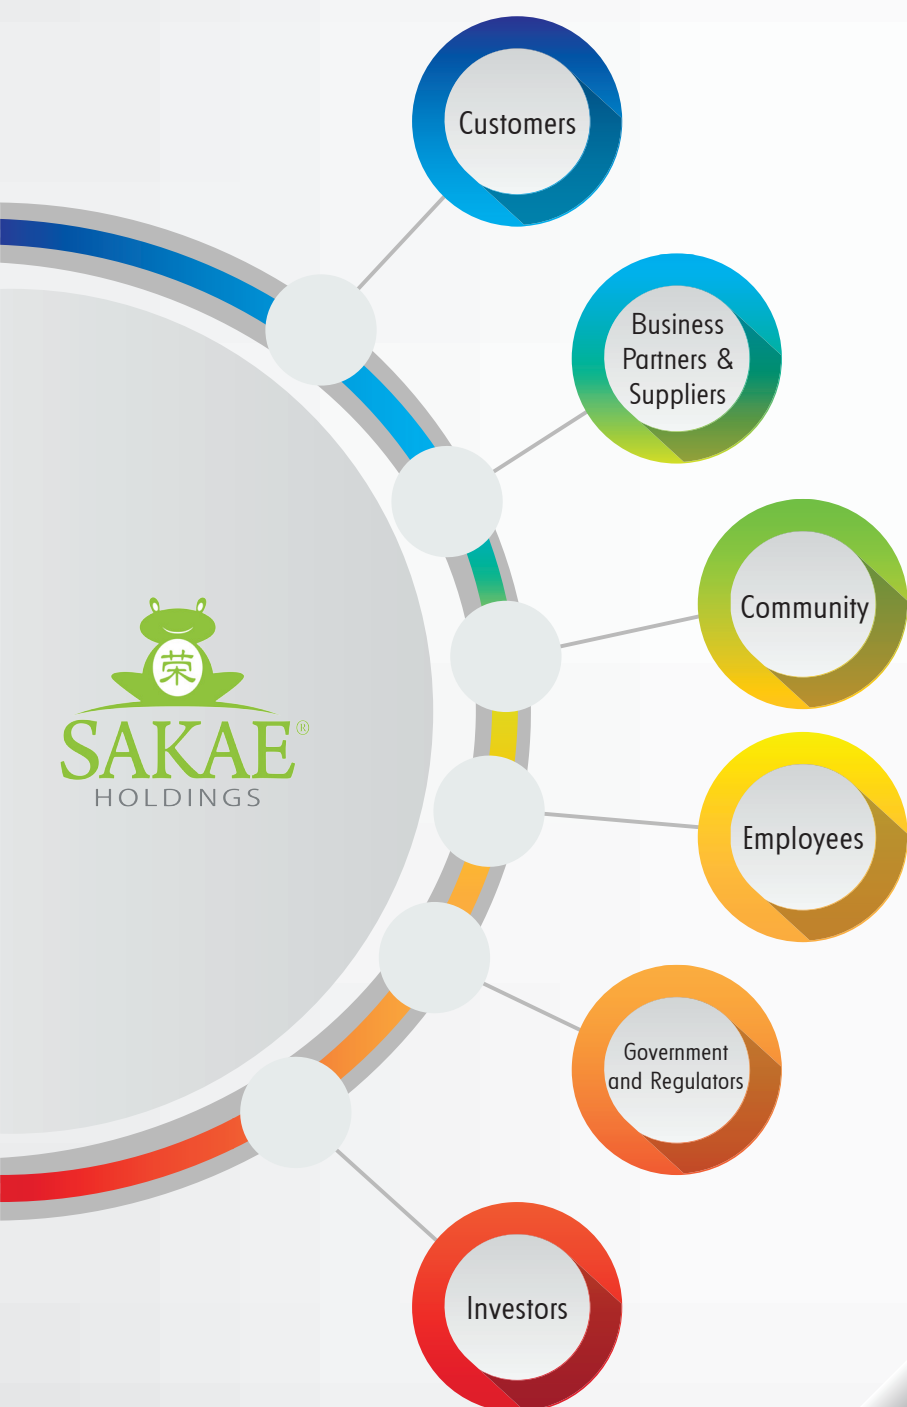 Customers
Business
Partners &
Suppliers
Community
Employees
Government
and Regulators
Investors
荣
SAKAE®
HOLDINGS